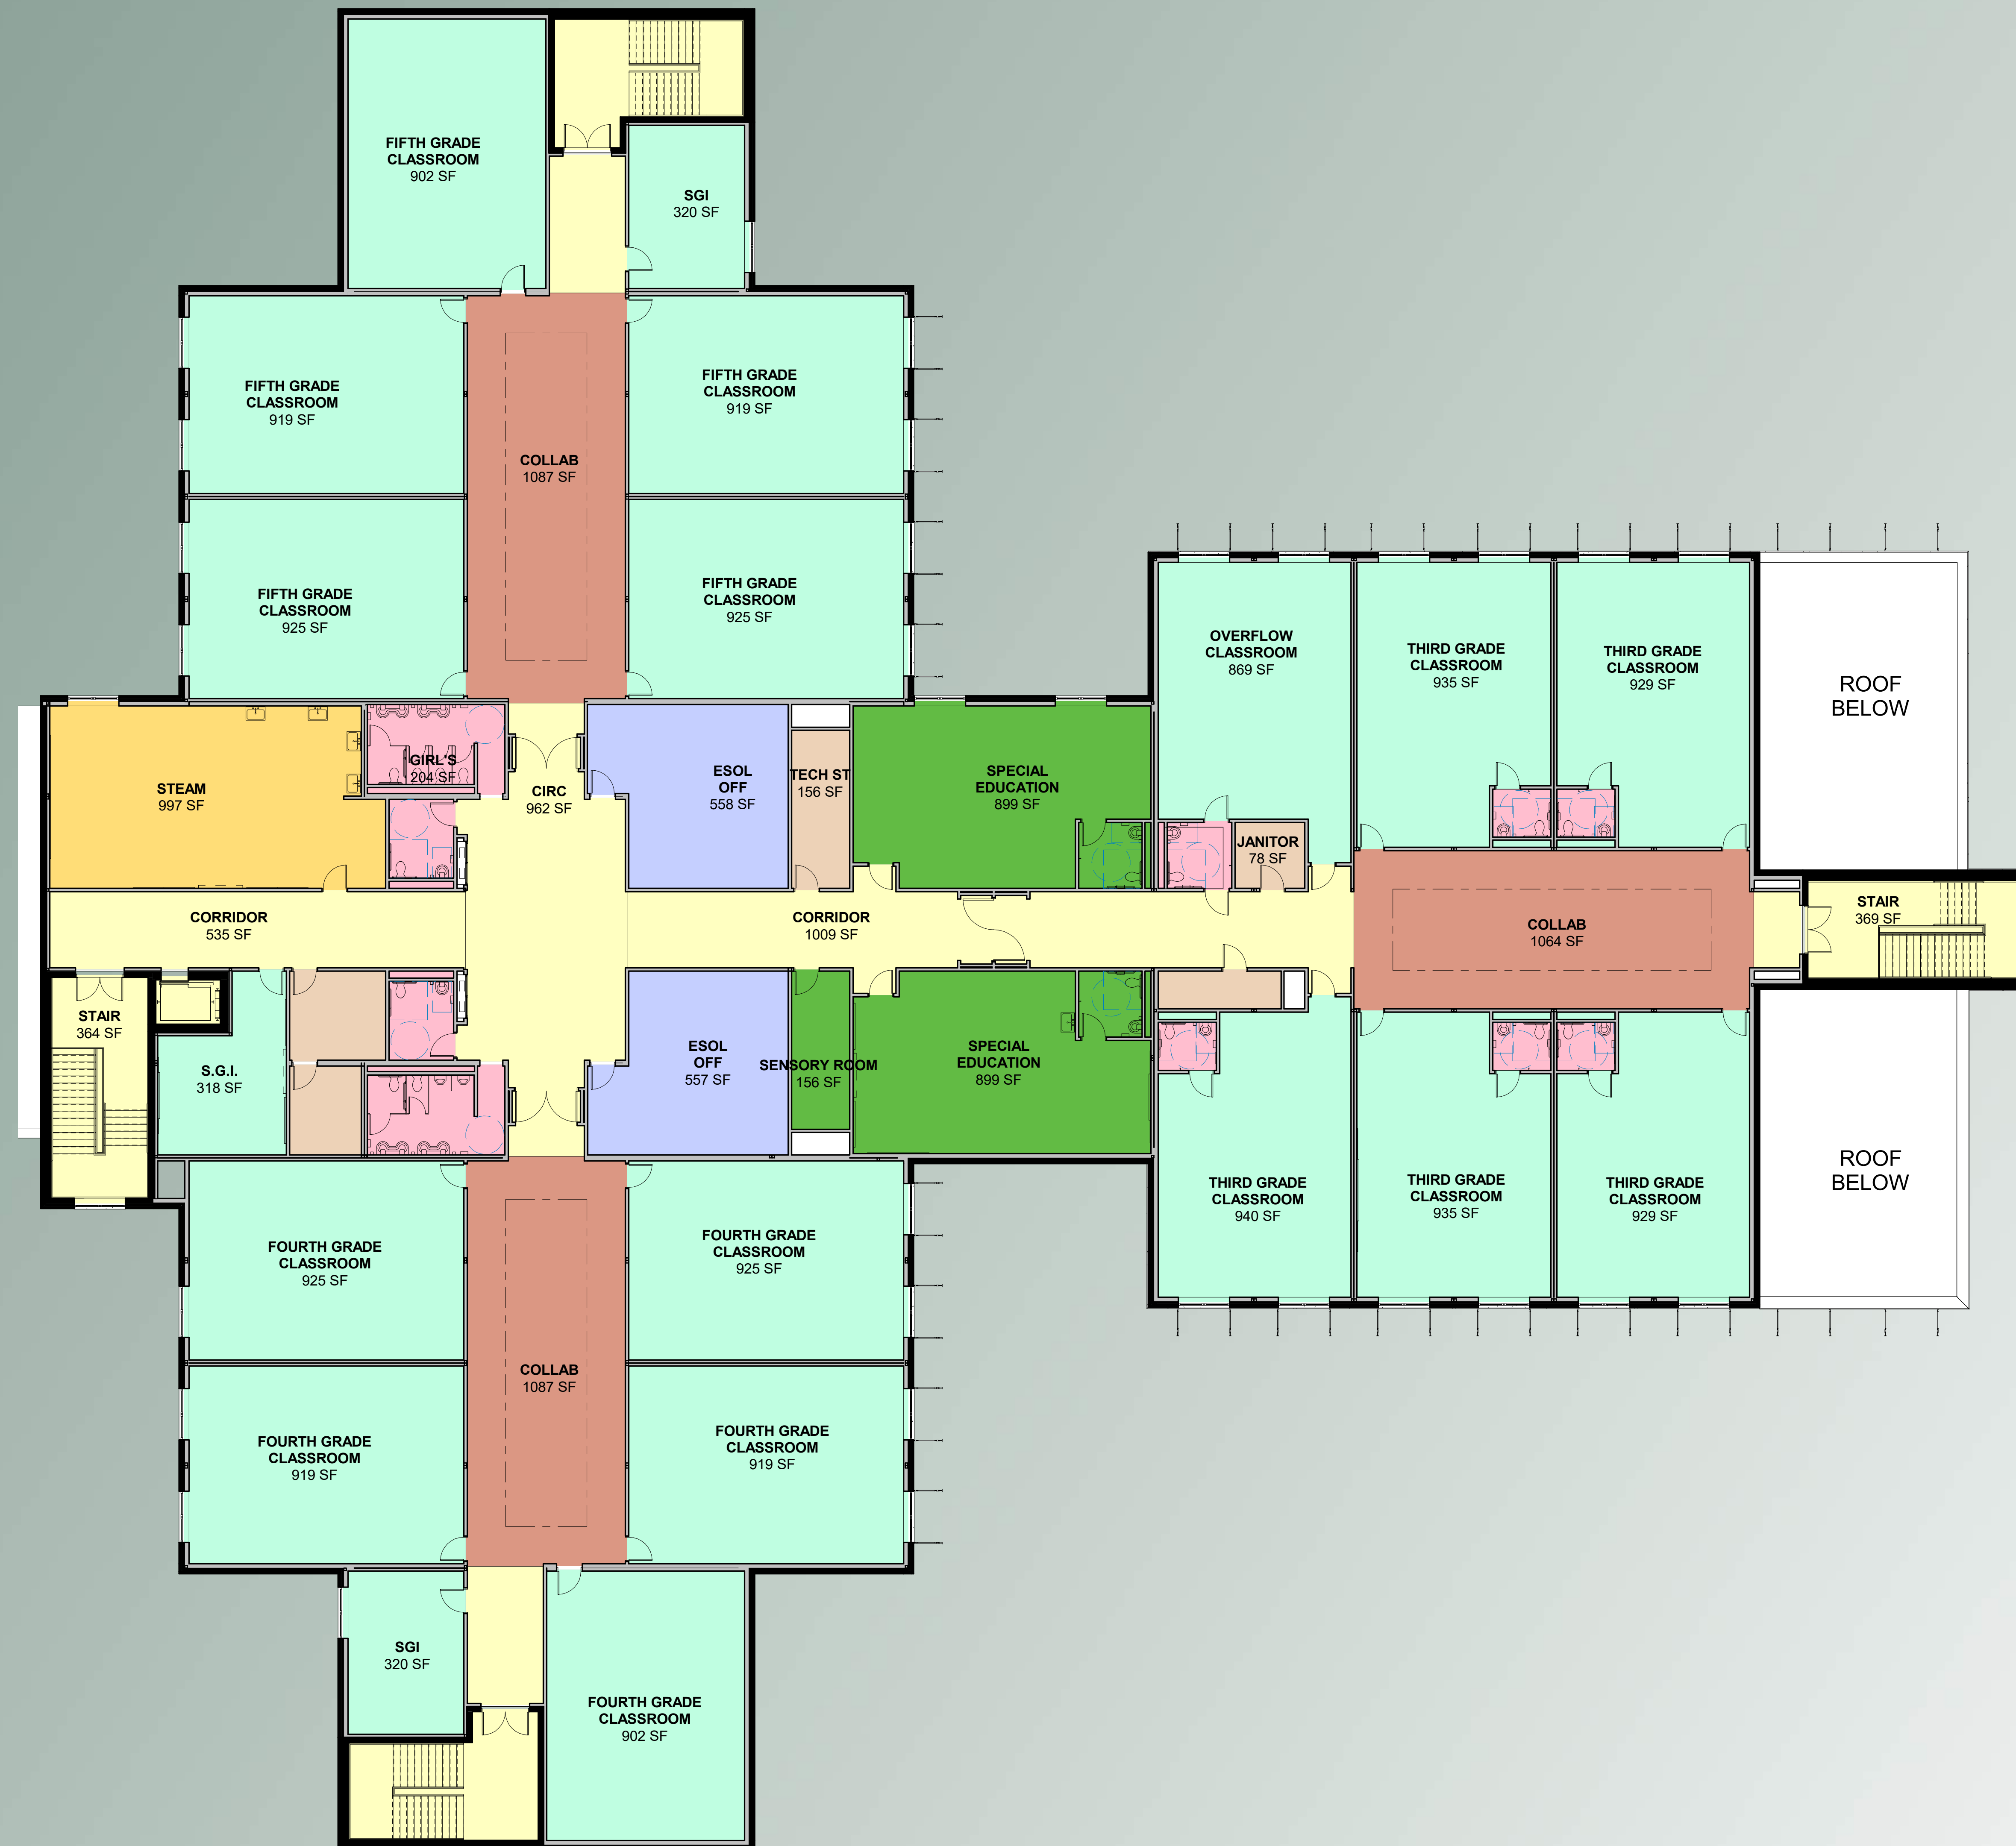 FIFTH GRADE
CLASSROOM
902 SF
SGI
320 SF
FIFTH GRADE
CLASSROOM
919 SF
FIFTH GRADE
CLASSROOM
919 SF
COLLAB
1087 SF
FIFTH GRADE
CLASSROOM
925 SF
FIFTH GRADE
CLASSROOM
925 SF
OVERFLOW
CLASSROOM
869 SF
THIRD GRADE
CLASSROOM
935 SF
THIRD GRADE
CLASSROOM
929 SF
ROOF
BELOW
STEAM
997 SF
GIRL'S
204 SF
CIRC
962 SF
ESOL
OFF
558 SF
TECH ST
156 SF
SPECIAL
EDUCATION
899 SF
JANITOR
78 SF
CORRIDOR
535 SF
CORRIDOR
1009 SF
COLLAB
1064 SF
STAIR
369 SF
STAIR
364 SF
S.G.I.
318 SF
ESOL
OFF
557 SF
SENSORY ROOM
156 SF
SPECIAL
EDUCATION
899 SF
THIRD GRADE
CLASSROOM
940 SF
THIRD GRADE
CLASSROOM
935 SF
THIRD GRADE
CLASSROOM
929 SF
ROOF
BELOW
FOURTH GRADE
CLASSROOM
925 SF
FOURTH GRADE
CLASSROOM
925 SF
COLLAB
1087 SF
FOURTH GRADE
CLASSROOM
919 SF
FOURTH GRADE
CLASSROOM
919 SF
SGI
320 SF
FOURTH GRADE
CLASSROOM
902 SF